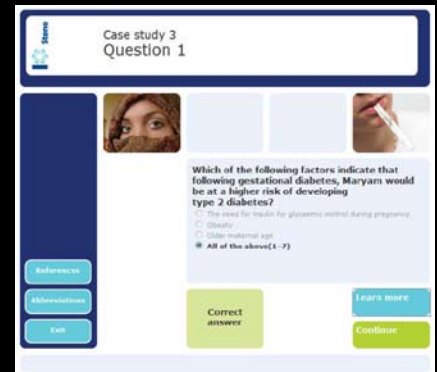 Steno
Case study 3
Question 1
Which of the following factors indicate that
following gestational diabetes, Maryam would
be at a higher risk of developing
type 2 diabetes?
The need for insulin for glycaemic control during pregnancy
Obesity
Older maternal age
All of the above(1-7)
References
Abbreviations
Exit
Correct
answer
Learn more
Continue